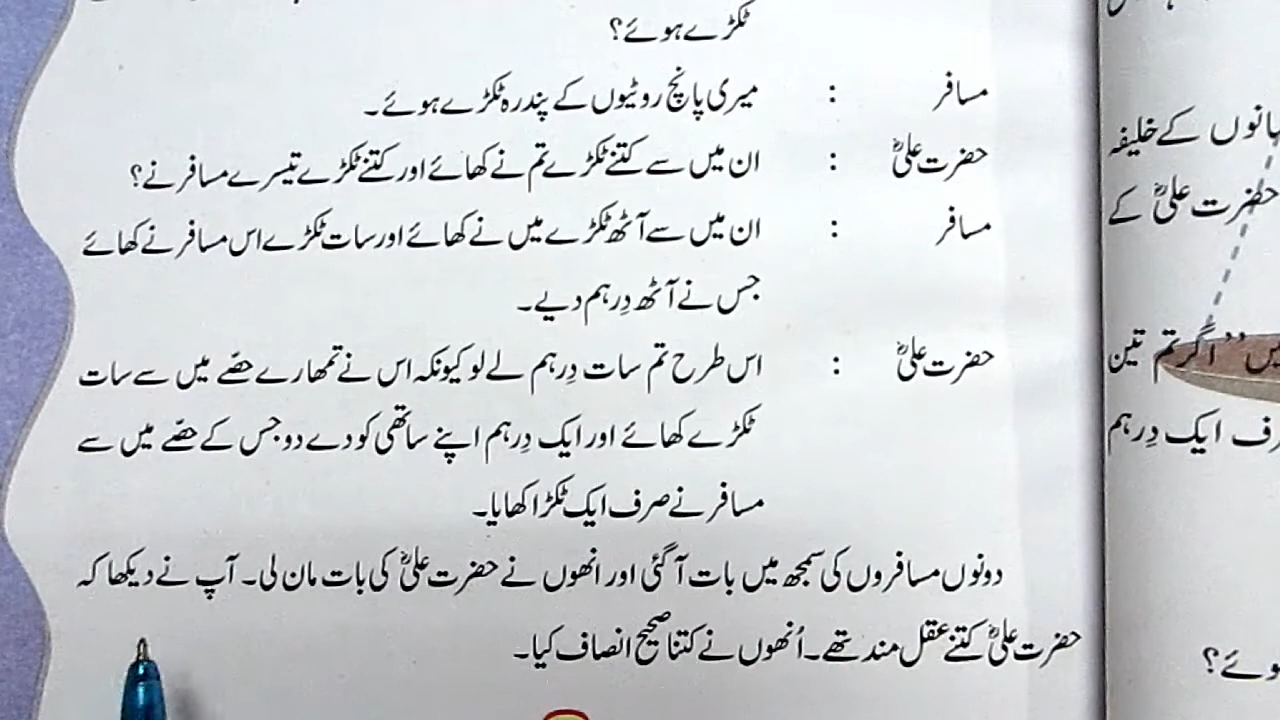 ٹکڑے ہوئے؟
مسافر : میری پانچ روٹیوں کے پندرہ ٹکڑے ہوئے۔
حضرت علیؓ : ان میں سے کتنے ٹکڑے تم نے کھائے اور کتنے ٹکڑے تیسرے مسافر نے؟
مسافر : ان میں سے آٹھ ٹکڑے میں نے کھائے اور سات ٹکڑے اس مسافر نے کھائے
جس نے آٹھ دِرہم دیے۔
حضرت علیؓ : اس طرح تم سات دِرہم لے لو کیونکہ اس نے تمھارے حصّے میں سے سات
ٹکڑے کھائے اور ایک دِرہم اپنے ساتھی کو دے دو جس کے حصّے میں سے
مسافر نے صرف ایک ٹکڑا کھایا۔
دونوں مسافروں کی سمجھ میں بات آ گئی اور انھوں نے حضرت علیؓ کی بات مان لی۔ آپ نے دیکھا کہ
حضرت علیؓ کتنے عقل مند تھے۔ اُنھوں نے کتنا صحیح انصاف کیا۔
کے خلیفہ
حضرت علیؓ کے
اگر تم تین
ایک دِرہم